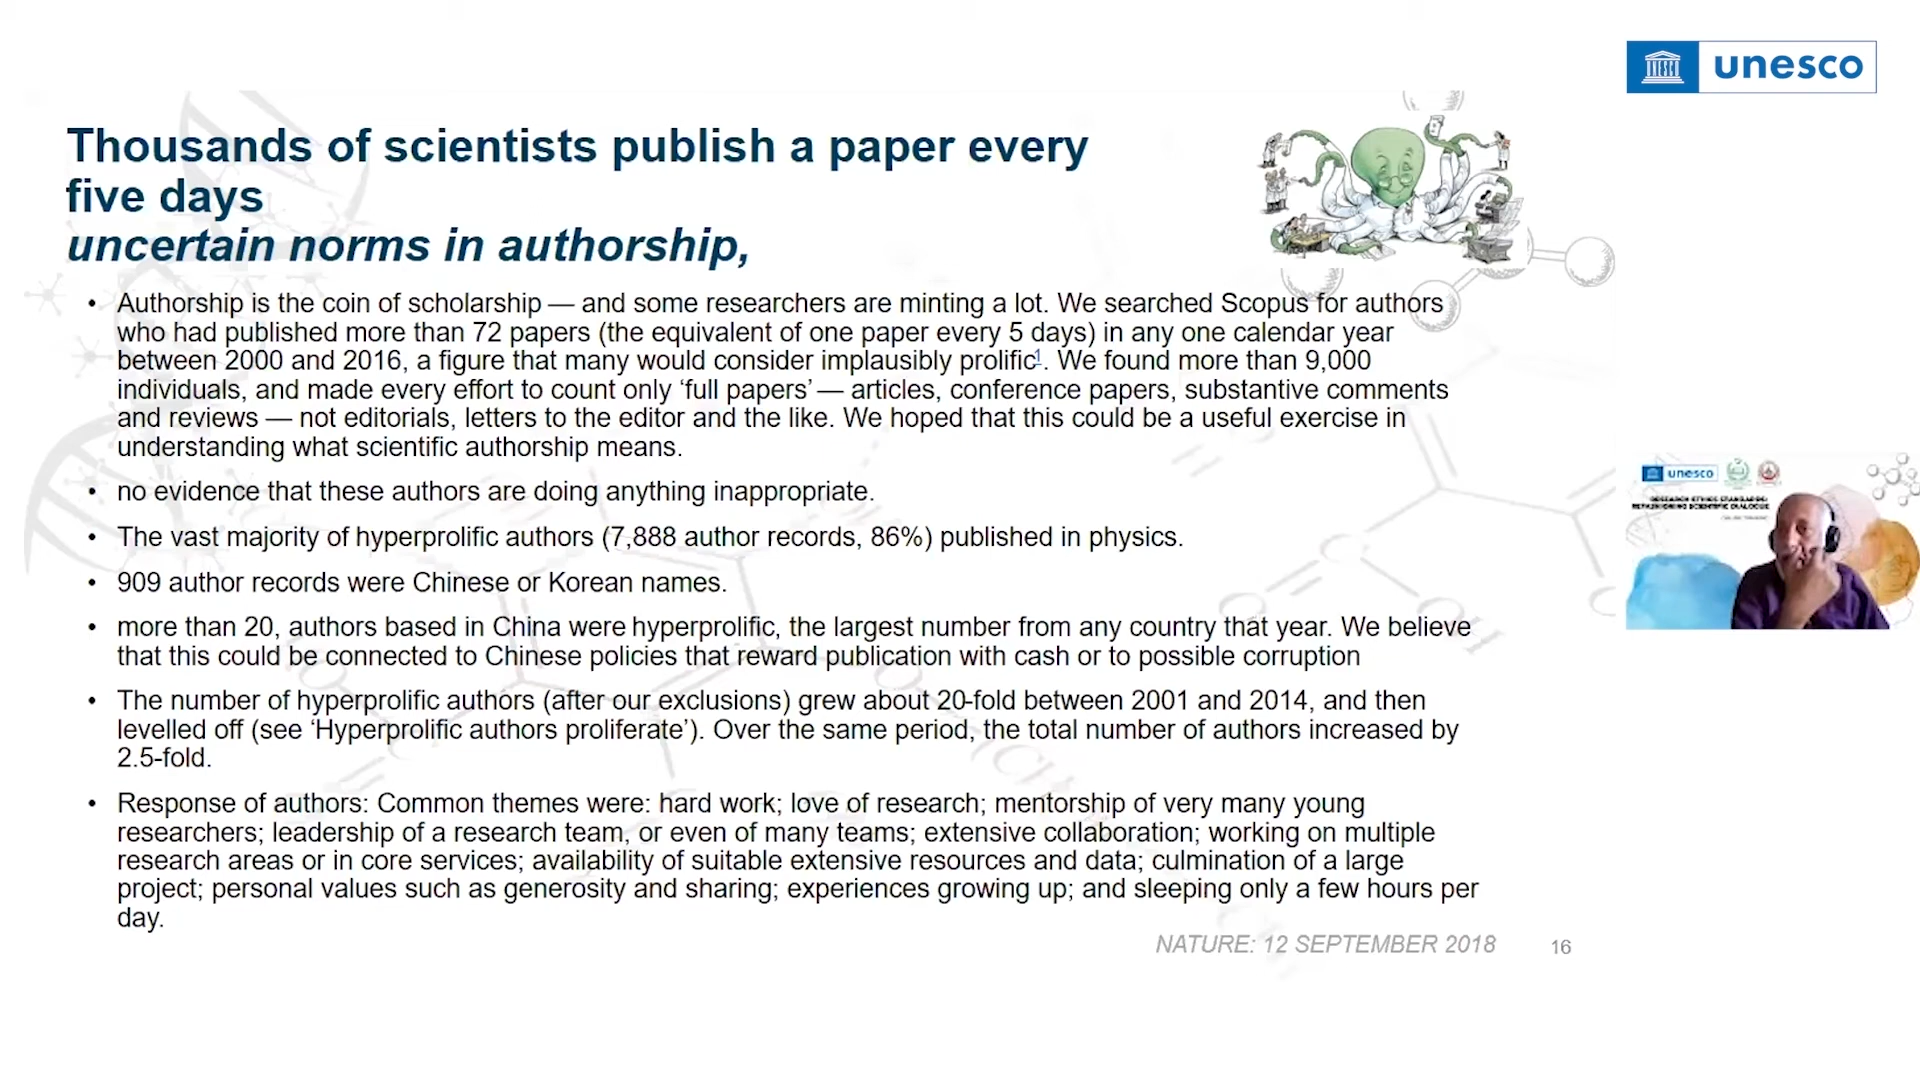 UNESCO
unesco
Thousands of scientists publish a paper every
five days
uncertain norms in authorship,
• Authorship is the coin of scholarship — and some researchers are minting a lot. We searched Scopus for authors
who had published more than 72 papers (the equivalent of one paper every 5 days) in any one calendar year
between 2000 and 2016, a figure that many would consider implausibly prolific1. We found more than 9,000
individuals, and made every effort to count only ‘full papers’ — articles, conference papers, substantive comments
and reviews — not editorials, letters to the editor and the like. We hoped that this could be a useful exercise in
understanding what scientific authorship means.
• no evidence that these authors are doing anything inappropriate.
• The vast majority of hyperprolific authors (7,888 author records, 86%) published in physics.
• 909 author records were Chinese or Korean names.
• more than 20, authors based in China were hyperprolific, the largest number from any country that year. We believe
that this could be connected to Chinese policies that reward publication with cash or to possible corruption
• The number of hyperprolific authors (after our exclusions) grew about 20-fold between 2001 and 2014, and then
levelled off (see ‘Hyperprolific authors proliferate’). Over the same period, the total number of authors increased by
2.5-fold.
• Response of authors: Common themes were: hard work; love of research; mentorship of very many young
researchers; leadership of a research team, or even of many teams; extensive collaboration; working on multiple
research areas or in core services; availability of suitable extensive resources and data; culmination of a large
project; personal values such as generosity and sharing; experiences growing up; and sleeping only a few hours per
day.
NATURE: 12 SEPTEMBER 2018
16
unesco
RESEARCH ETHICS STANDARDS:
REFASHIONING SCIENTIFIC DIALOGUE
H
O
OH
O
O
(CH